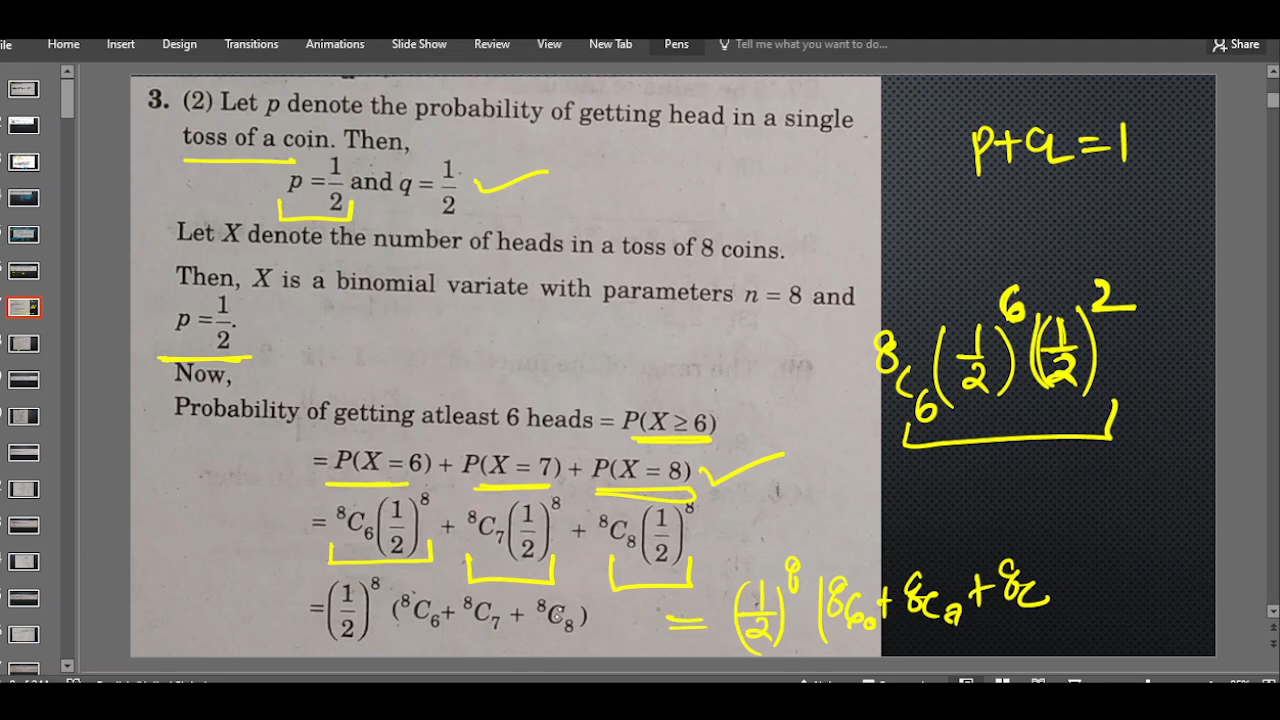 File Home Insert Design Transitions Animations Slide Show Review View New Tab Pens Tell me what you want to do... Share
3. (2) Let p denote the probability of getting head in a single
toss of a coin. Then,
p = 1/2 and q = 1/2
Let X denote the number of heads in a toss of 8 coins.
Then, X is a binomial variate with parameters n = 8 and
p = 1/2.
Now,
Probability of getting atleast 6 heads = P(X ≥ 6)
= P(X = 6) + P(X = 7) + P(X = 8)
= ⁸C₆(1/2)⁸ + ⁸C₇(1/2)⁸ + ⁸C₈(1/2)⁸
= (1/2)⁸ (⁸C₆ + ⁸C₇ + ⁸C₈)
p+q=1
8C6 (1/2)⁶ (1/2)²
= (1/2)⁸ (8C6 + 8C7 + 8C